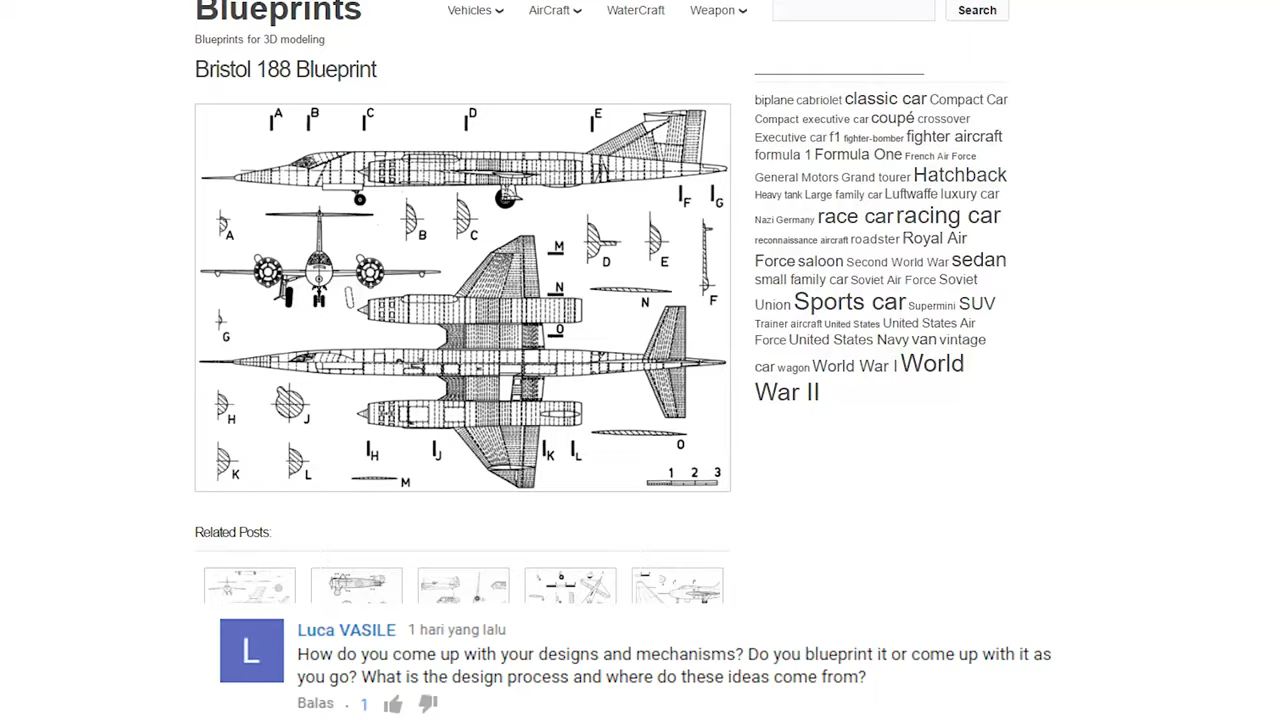 Blueprints
Vehicles AirCraft WaterCraft Weapon Search
Blueprints for 3D modeling
Bristol 188 Blueprint
A B C D E
F G
A B C D E F
M
N
O
N
G
H J
K L
H J K L
M
O
1 2 3
biplane cabriolet classic car Compact Car
Compact executive car coupé crossover
Executive car f1 fighter-bomber fighter aircraft
formula 1 Formula One French Air Force
General Motors Grand tourer Hatchback
Heavy tank Large family car Luftwaffe luxury car
Nazi Germany race car racing car
reconnaissance aircraft roadster Royal Air
Force saloon Second World War sedan
small family car Soviet Air Force Soviet
Union Sports car Supermini SUV
Trainer aircraft United States United States Air
Force United States Navy van vintage
car wagon World War I World
War II
Related Posts:
L
Luca VASILE 1 hari yang lalu
How do you come up with your designs and mechanisms? Do you blueprint it or come up with it as
you go? What is the design process and where do these ideas come from?
Balas · 1